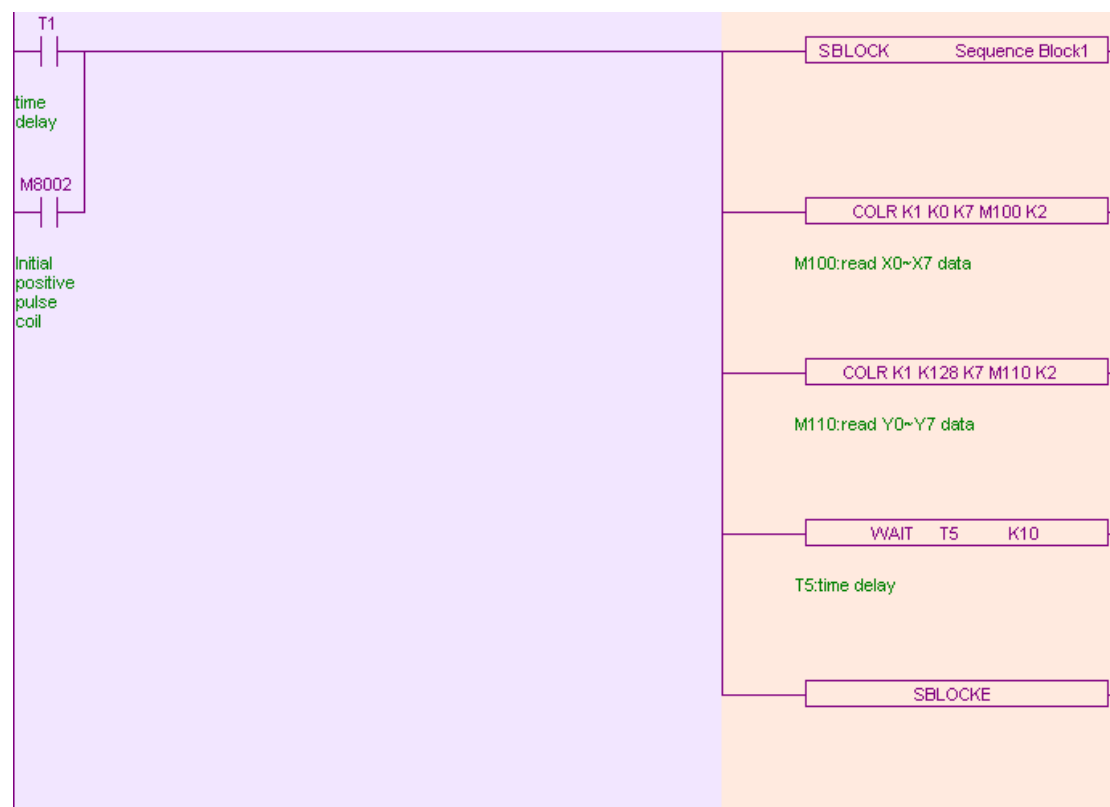 T1
SBLOCK Sequence Block1
time
delay
M8002
COLR K1 K0 K7 M100 K2
Initial
positive
pulse
coil
M100:read X0~X7 data
COLR K1 K128 K7 M110 K2
M110:read Y0~Y7 data
WAIT T5 K10
T5:time delay
SBLOCKE